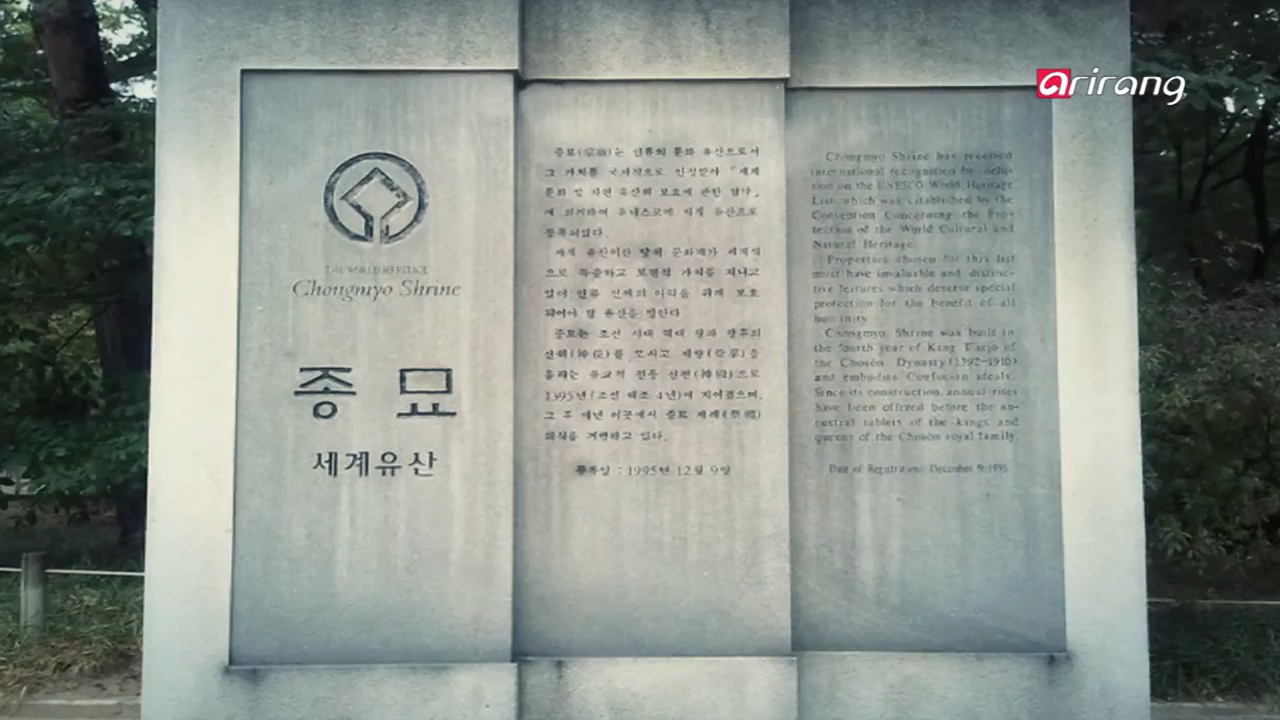 arirang
THE WORLD HERITAGE
Chongmyo Shrine
종묘
세계유산
종묘(宗廟)는 인류의 문화 유산으로서
그 가치를 국제적으로 인정받아 「세계
문화 및 자연 유산의 보호에 관한 협약」
에 의거하여 유네스코에 세계 유산으로
등록되었다.
세계 유산이란 문화재가 세계적
으로 특출하고 보편적 가치를 지니고
있어 인류 전체의 이익을 위해 보호
되어야 할 유산을 말한다
종묘는 조선 시대 역대 왕과 왕후의
신위(神位)를 모시고 제향(祭享)을
올리는 유교적 전통 신전(神殿)으로
1395년(조선 태조 4년)에 지어졌으며,
그 후 매년 이곳에서 종묘 제례(祭禮)
의식을 거행하고 있다.
등록일 : 1995년 12월 9일
Chongmyo Shrine has received
international recognition by inclu-
sion on the UNESCO World Heritage
List, which was established by the
Convention Concerning the Pro-
tection of the World Cultural and
Natural Heritage.
Properties chosen for this list
must have invaluable and distinc-
tive features which deserve special
protection for the benefit of all
humanity.
Chongmyo Shrine was built in
the fourth year of King T'aejo of
the Chosŏn Dynasty (1392-1910)
and embodies Confucian ideals.
Since its construction, annual rites
have been offered before the an-
cestral tablets of the kings and
queens of the Chosŏn royal family.
Date of Registration: December 9, 1995